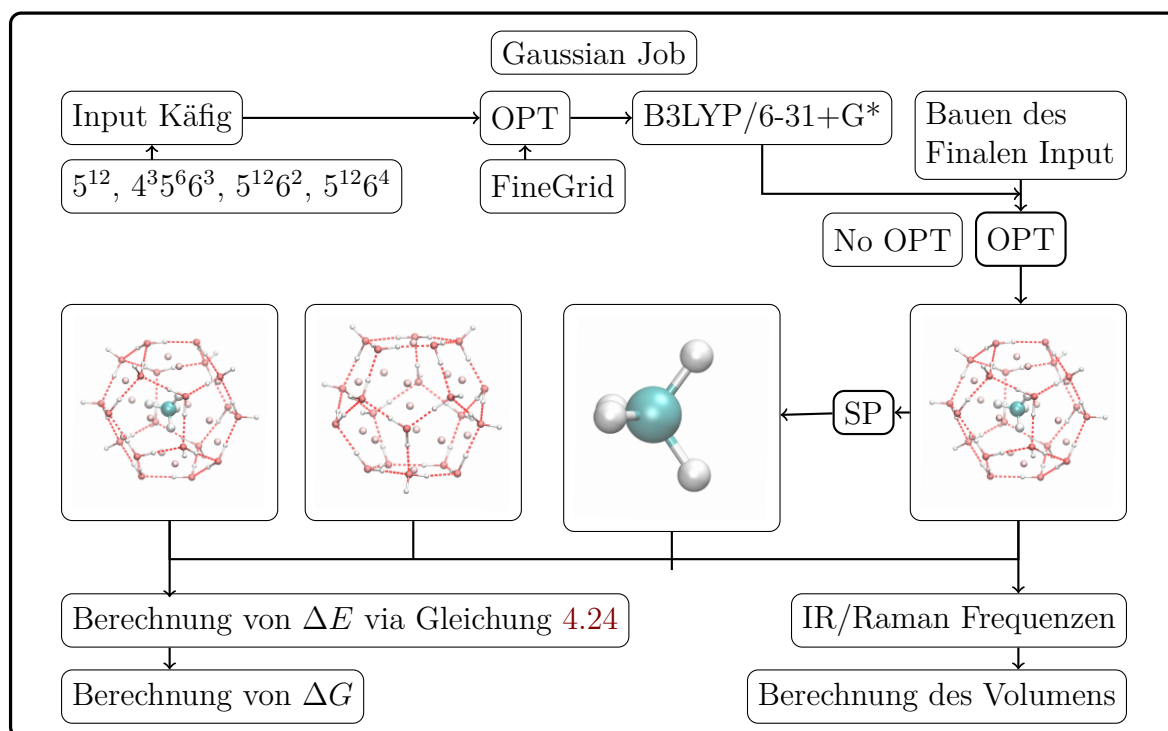 Gaussian Job
Input Käfig
OPT
B3LYP/6-31+G*
Bauen des
Finalen Input
5¹², 4³5⁶6³, 5¹²6², 5¹²6⁴
FineGrid
No OPT
OPT
SP
Berechnung von ΔE via Gleichung 4.24
IR/Raman Frequenzen
Berechnung von ΔG
Berechnung des Volumens